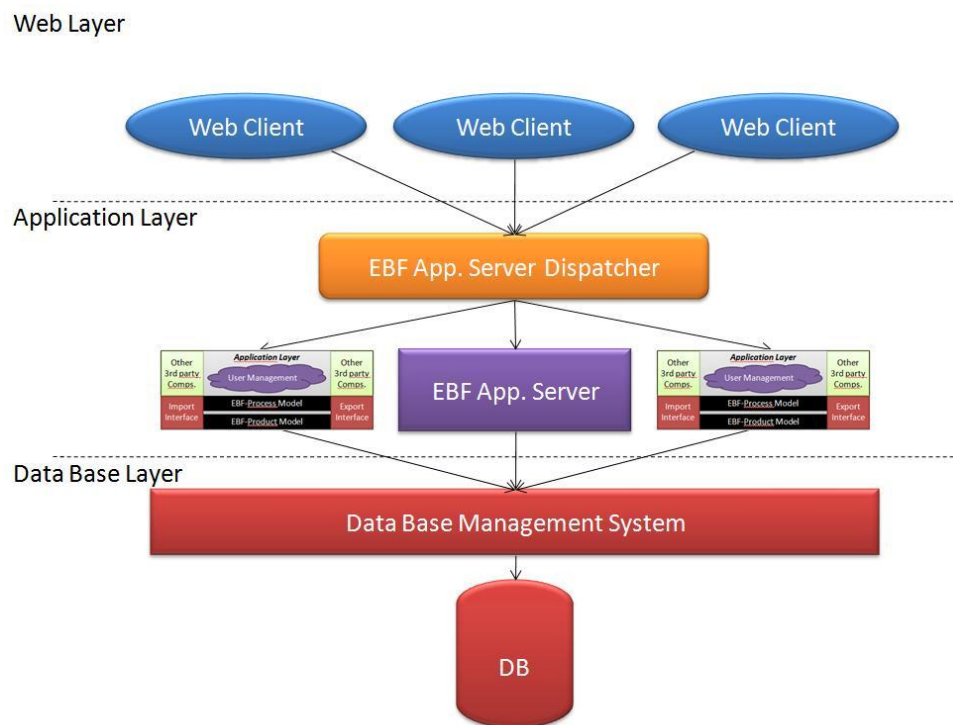 Web Layer
Web Client
Web Client
Web Client
Application Layer
EBF App. Server Dispatcher
Other
3rd party
Comps.
Application Layer
User Management
Other
3rd party
Comps.
Import
Interface
EBF-Process Model
EBF-Product Model
Export
Interface
EBF App. Server
Other
3rd party
Comps.
Application Layer
User Management
Other
3rd party
Comps.
Import
Interface
EBF-Process Model
EBF-Product Model
Export
Interface
Data Base Layer
Data Base Management System
DB